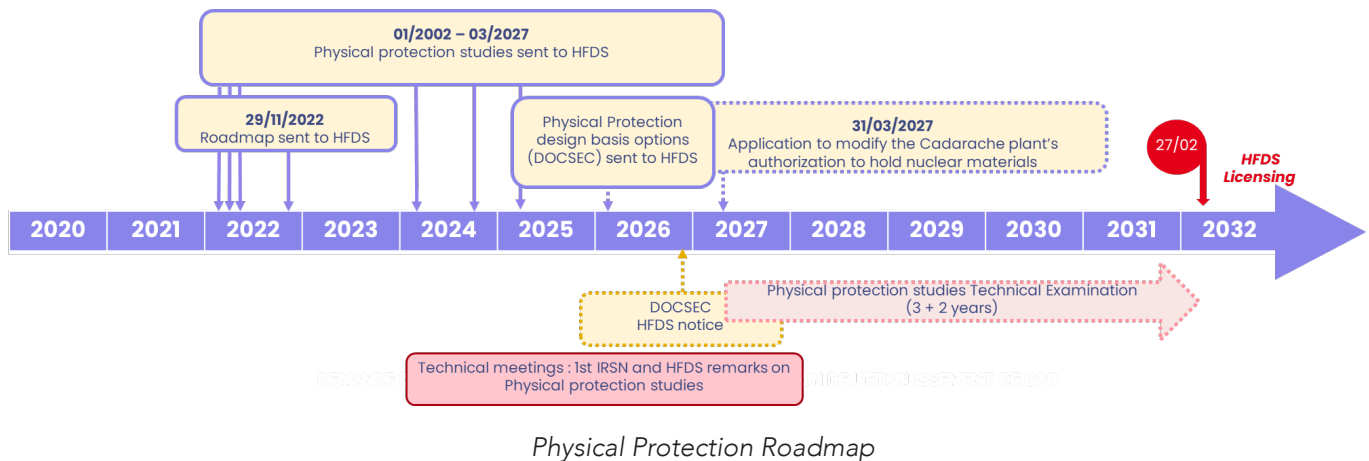 01/2002 – 03/2027
Physical protection studies sent to HFDS
29/11/2022
Roadmap sent to HFDS
Physical Protection
design basis options
(DOCSEC) sent to HFDS
31/03/2027
Application to modify the Cadarache plant's
authorization to hold nuclear materials
27/02
HFDS
Licensing
2020 2021 2022 2023 2024 2025 2026 2027 2028 2029 2030 2031 2032
DOCSEC
HFDS notice
Physical protection studies Technical Examination
(3 + 2 years)
Technical meetings : 1st IRSN and HFDS remarks on
Physical protection studies
Physical Protection Roadmap